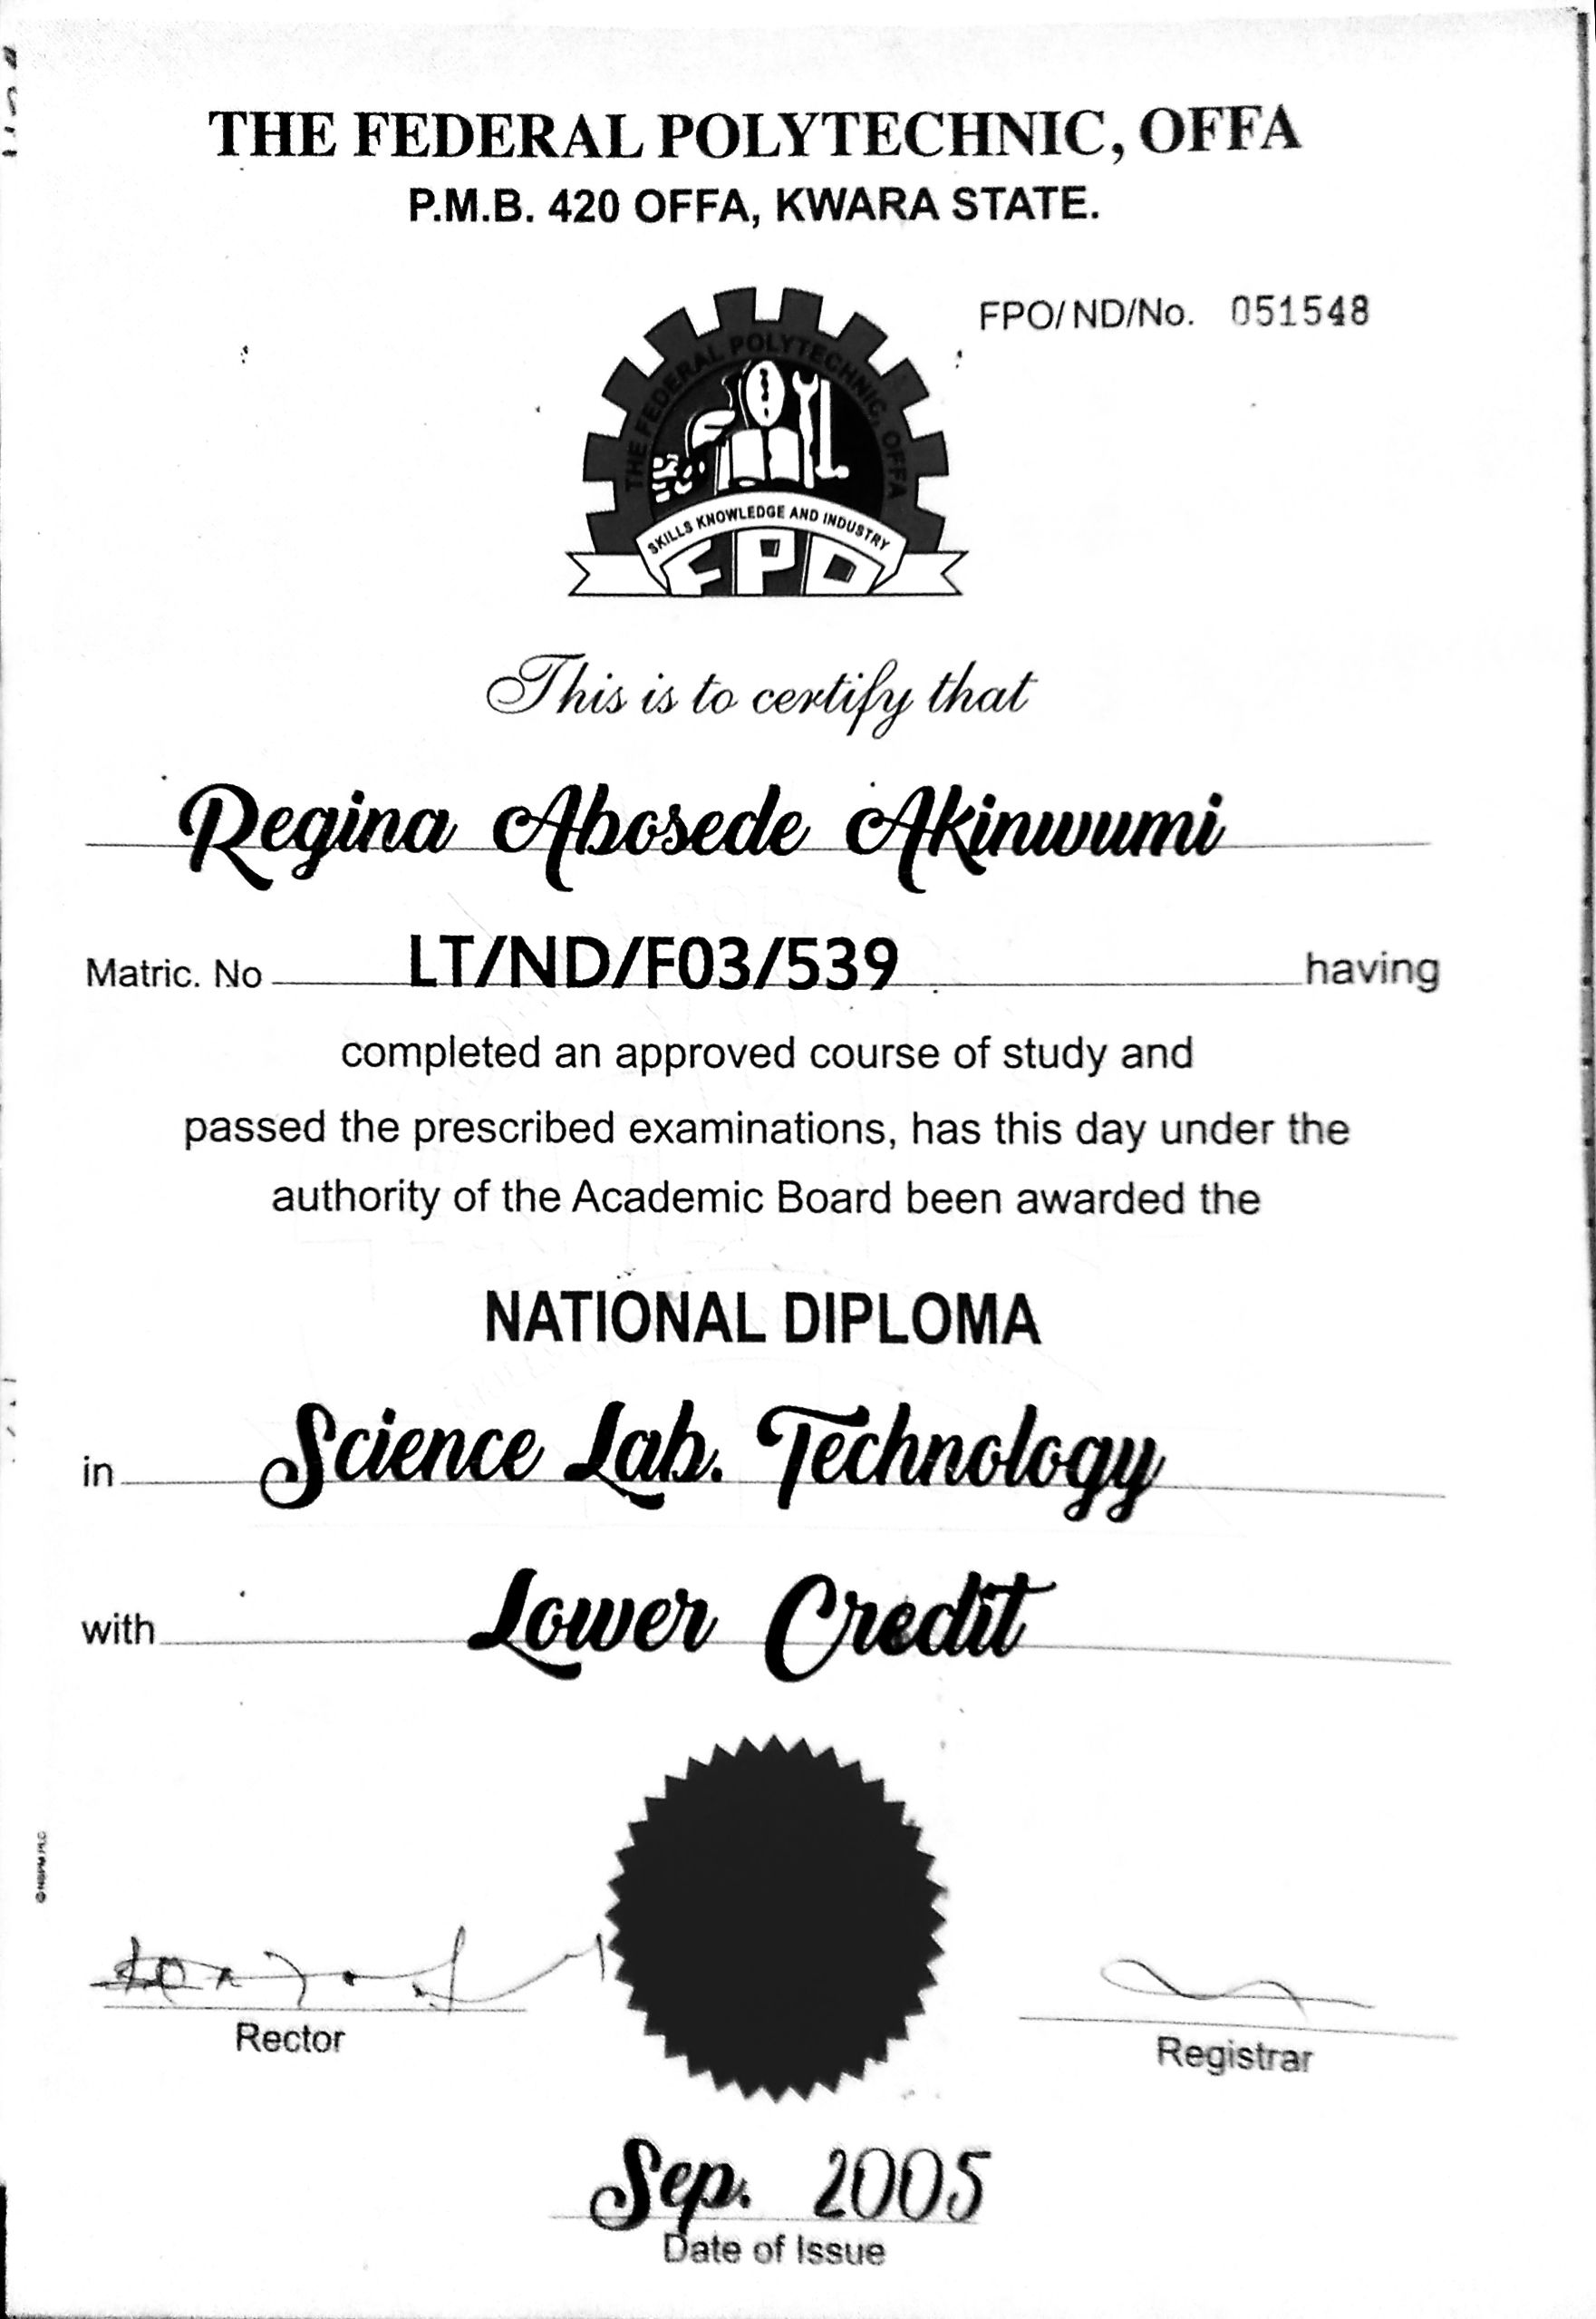 THE FEDERAL POLYTECHNIC, OFFA
P.M.B. 420 OFFA, KWARA STATE.
FPO/ND/No. 051548
THE FEDERAL POLYTECHNIC, OFFA
SKILLS KNOWLEDGE AND INDUSTRY
FPO
This is to certify that
Regina Abosede Akinwumi
Matric. No LT/ND/F03/539 having
completed an approved course of study and
passed the prescribed examinations, has this day under the
authority of the Academic Board been awarded the
NATIONAL DIPLOMA
in Science Lab. Technology
with Lower Credit
Rector
Registrar
Sep. 2005
Date of Issue